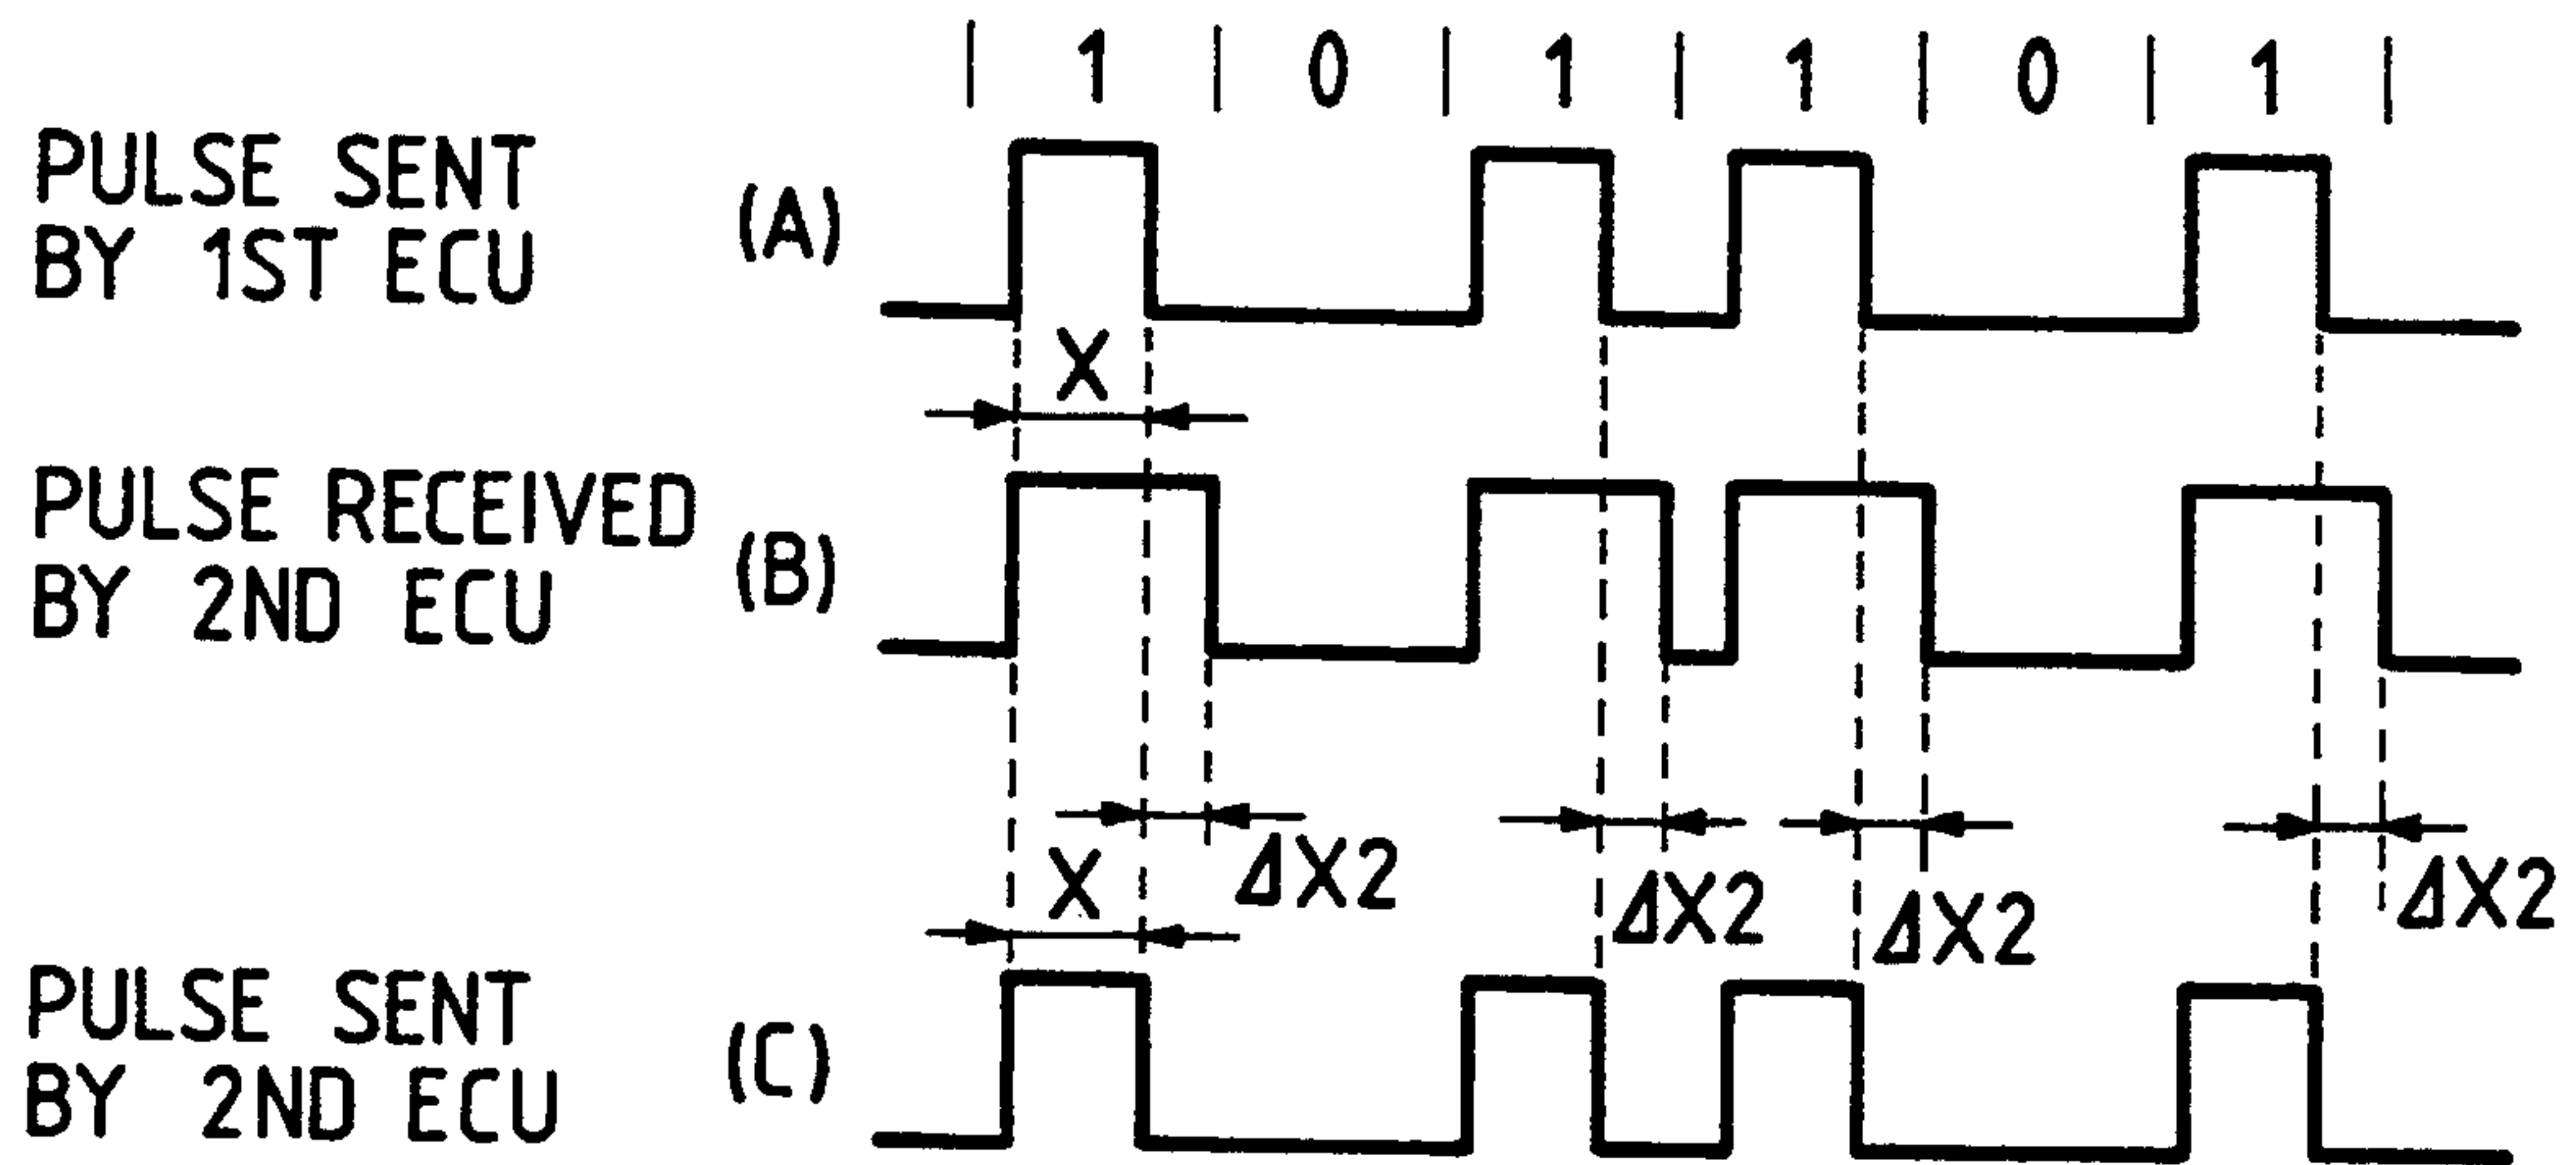 | 1 | 0 | 1 | 1 | 0 | 1 |
PULSE SENT
BY 1ST ECU
(A)
X
PULSE RECEIVED
BY 2ND ECU
(B)
X
ΔX2
ΔX2
ΔX2
ΔX2
PULSE SENT
BY 2ND ECU
(C)